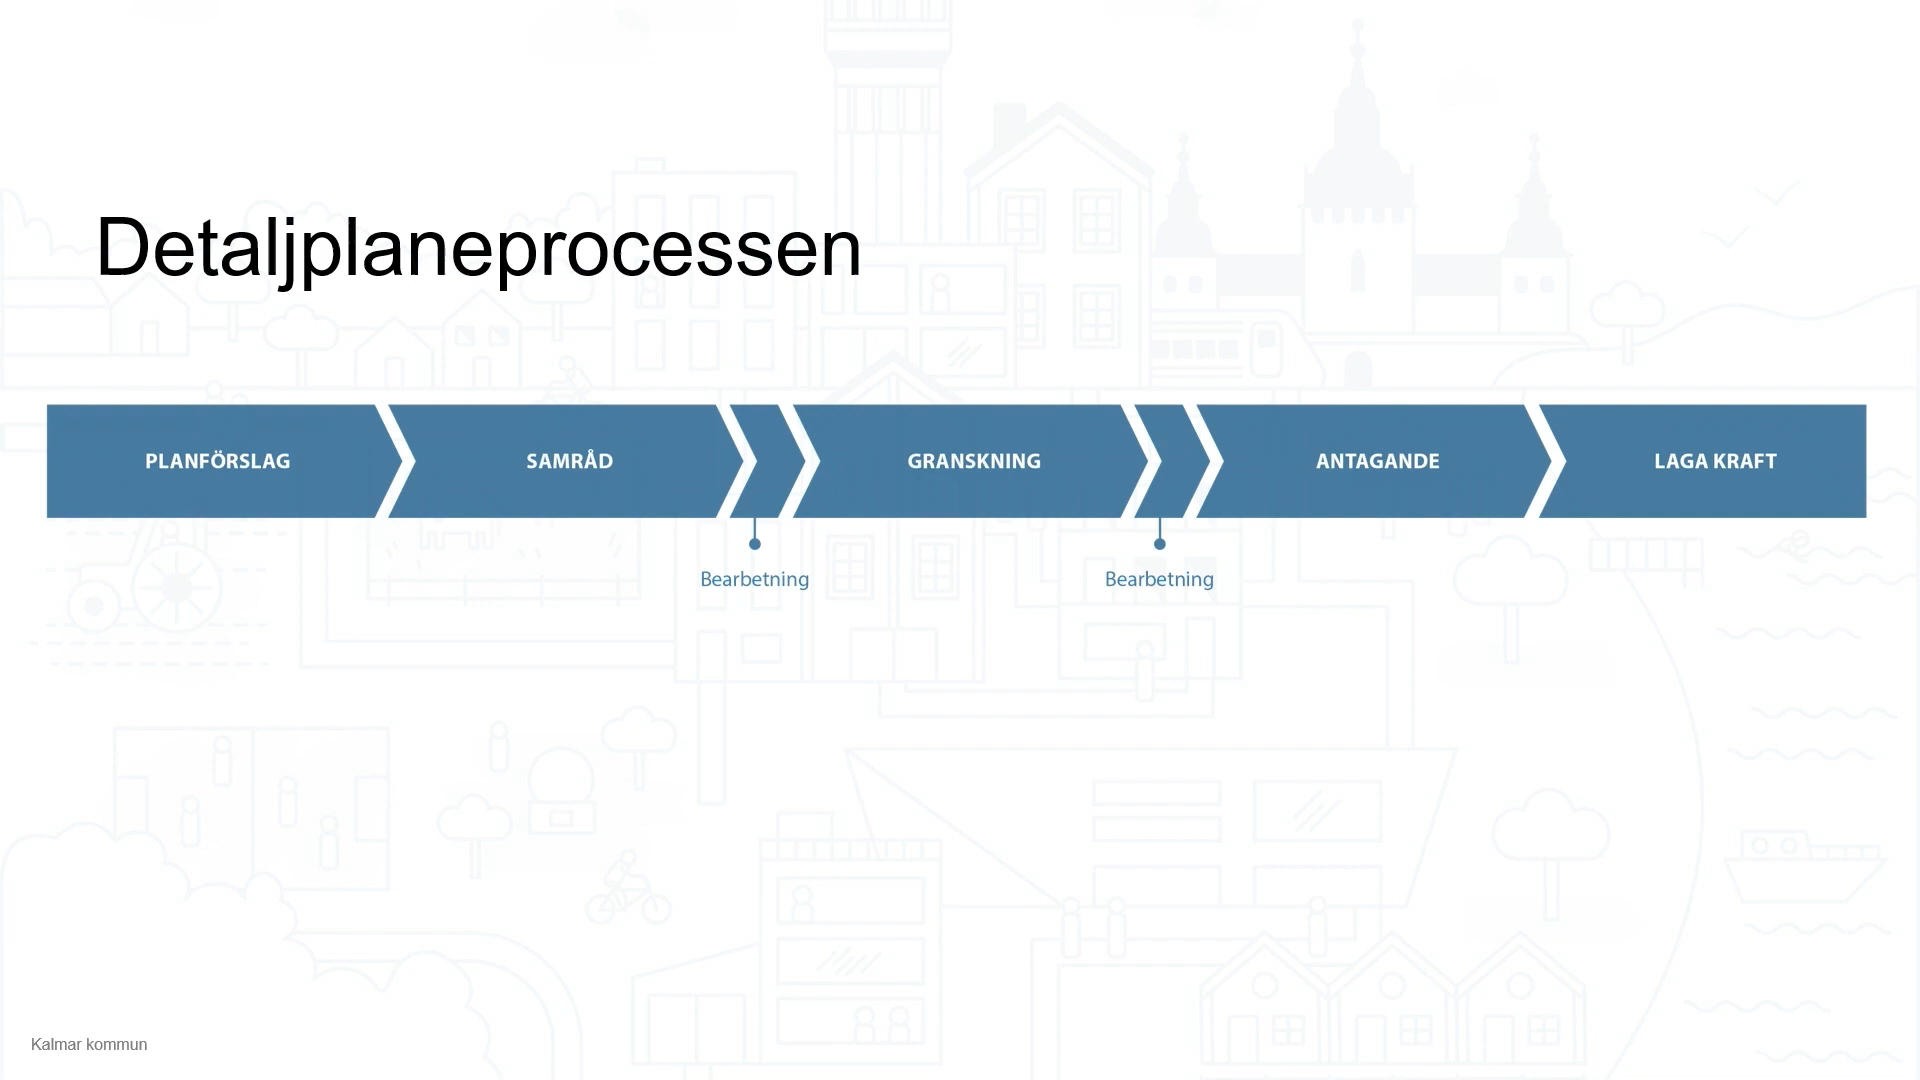 Detaljplaneprocessen
PLANFÖRSLAG
SAMRÅD
GRANSKNING
ANTAGANDE
LAGA KRAFT
Bearbetning
Bearbetning
Kalmar kommun